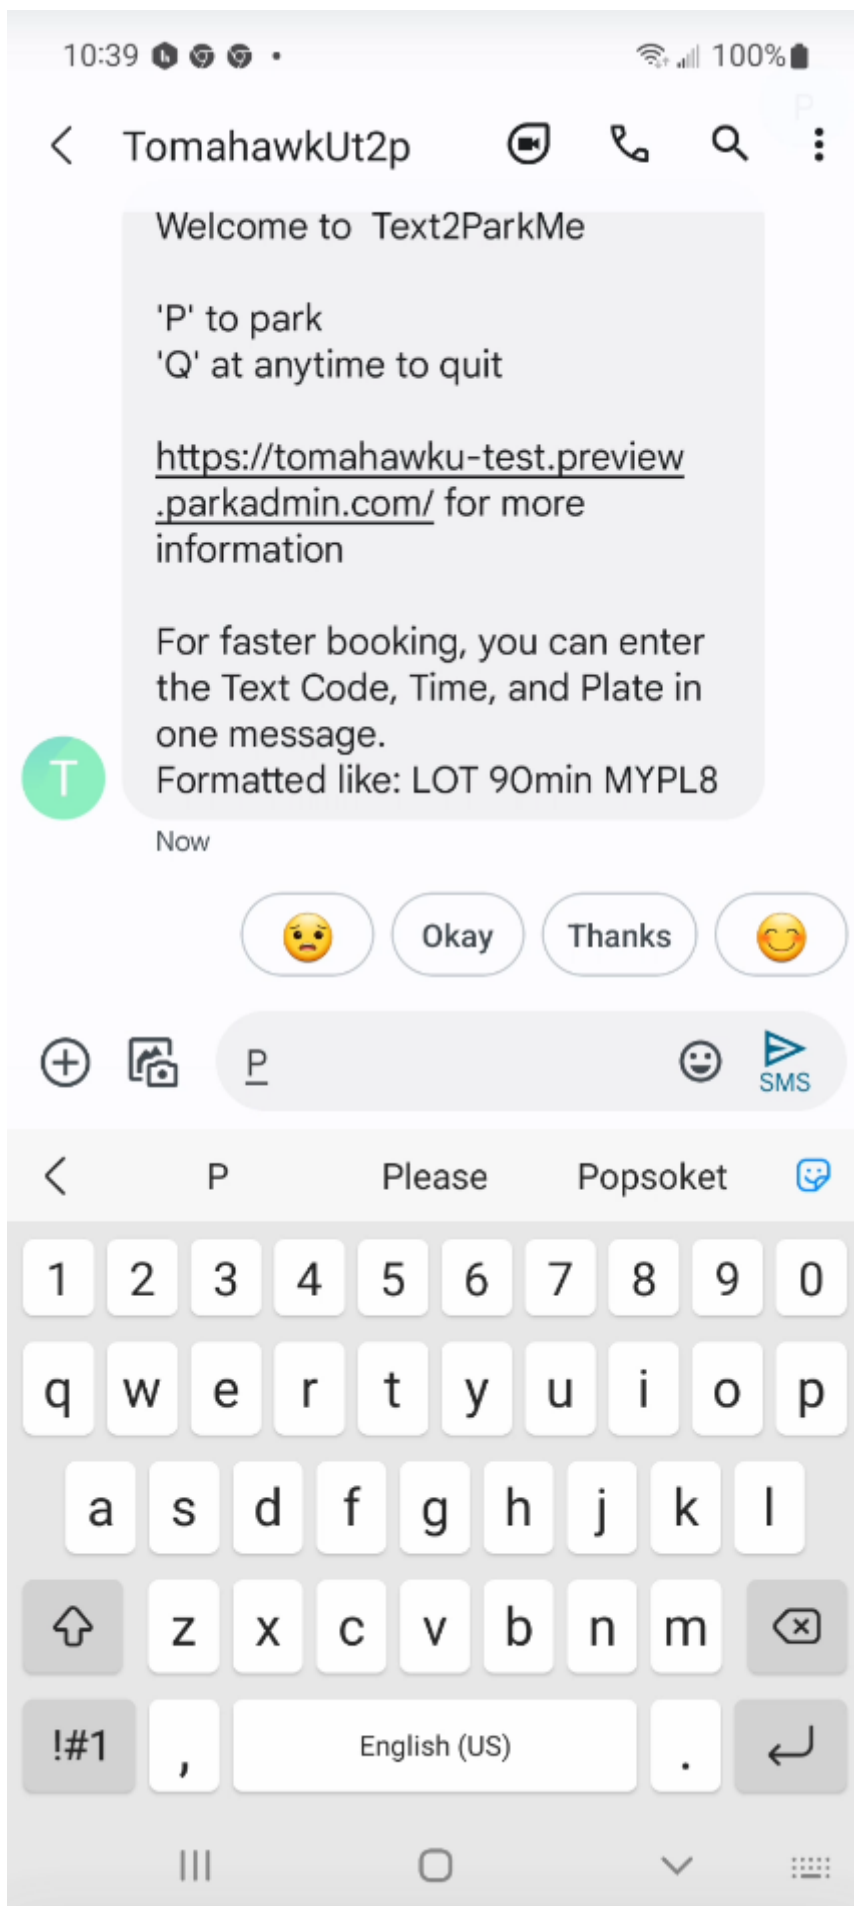 10:39 100%
TomahawkUt2p
Welcome to Text2ParkMe
'P' to park
'Q' at anytime to quit
https://tomahawku-test.preview
.parkadmin.com/ for more
information
For faster booking, you can enter
the Text Code, Time, and Plate in
one message.
Formatted like: LOT 90min MYPL8
T
Now
Okay Thanks
P
SMS
P Please Popsoket
1 2 3 4 5 6 7 8 9 0
q w e r t y u i o p
a s d f g h j k l
z x c v b n m
!#1 , English (US) .